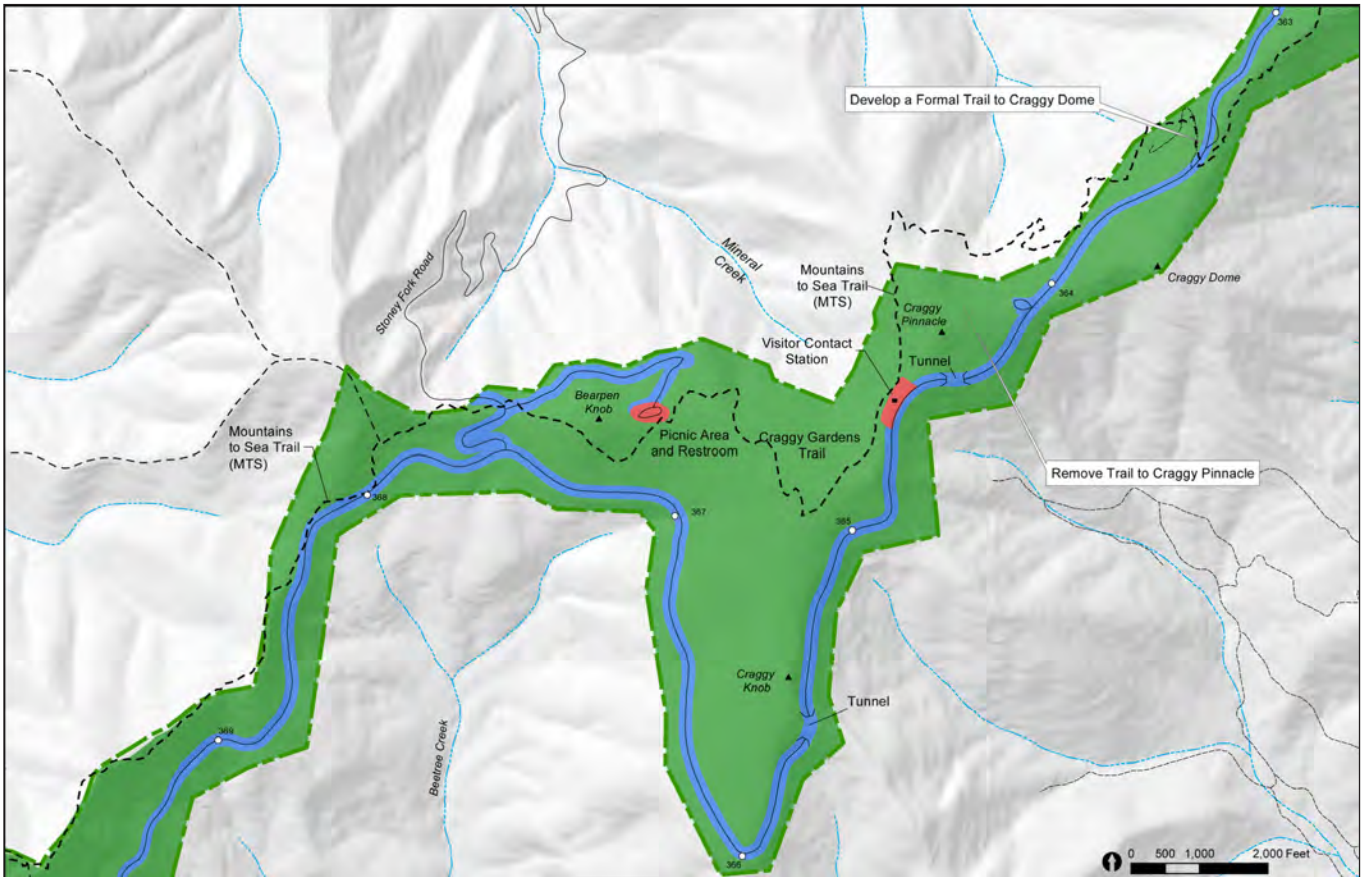 363
Develop a Formal Trail to Craggy Dome
Mineral
Creek
Stoney Fork Road
Mountains
to Sea Trail
(MTS)
Craggy Dome
364
Craggy
Pinnacle
Visitor Contact
Station
Tunnel
Bearpen
Knob
Mountains
to Sea Trail
(MTS)
Picnic Area
and Restroom
Craggy Gardens
Trail
Remove Trail to Craggy Pinnacle
368
367
365
Craggy
Knob
Tunnel
369
Beetree Creek
366
0 500 1,000 2,000 Feet